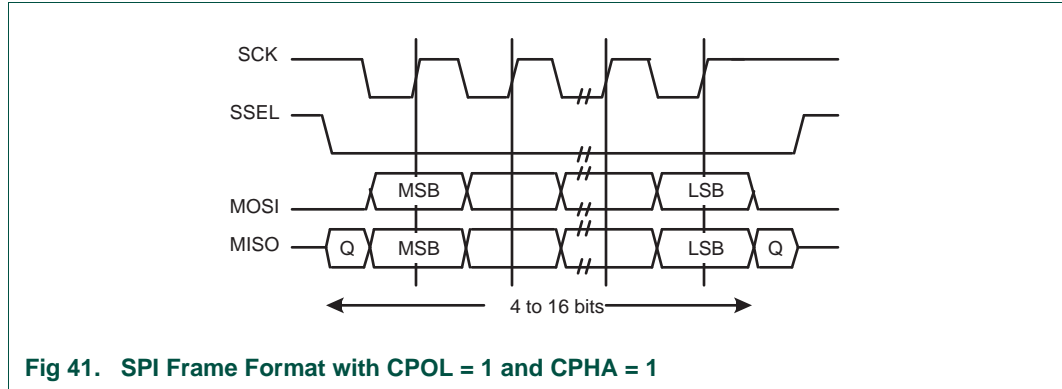 SCK
SSEL
MOSI MSB LSB
MISO Q MSB LSB Q
4 to 16 bits
Fig 41. SPI Frame Format with CPOL = 1 and CPHA = 1